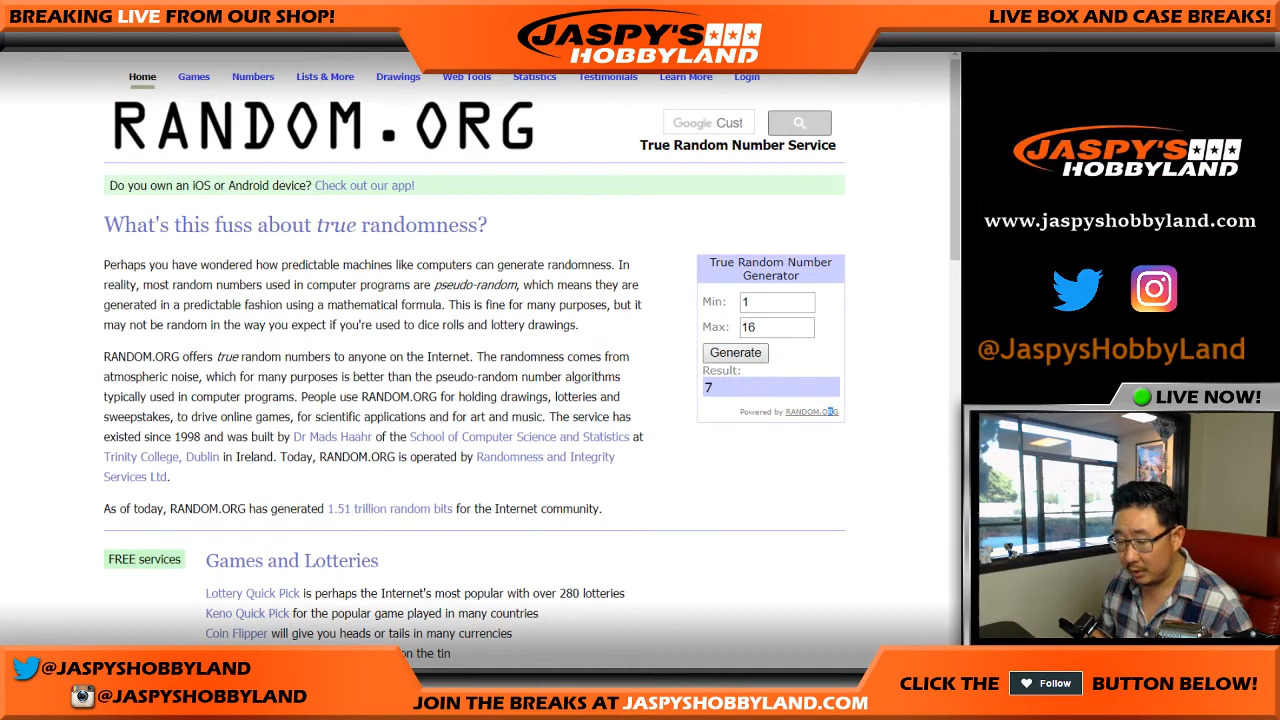 BREAKING LIVE FROM OUR SHOP!
JASPY'S
HOBBYLAND
LIVE BOX AND CASE BREAKS!
Home Games Numbers Lists & More Drawings Web Tools Statistics Testimonials Learn More Login
RANDOM.ORG
Google Cust
True Random Number Service
Do you own an iOS or Android device? Check out our app!
What's this fuss about true randomness?
Perhaps you have wondered how predictable machines like computers can generate randomness. In
reality, most random numbers used in computer programs are pseudo-random, which means they are
generated in a predictable fashion using a mathematical formula. This is fine for many purposes, but it
may not be random in the way you expect if you're used to dice rolls and lottery drawings.
RANDOM.ORG offers true random numbers to anyone on the Internet. The randomness comes from
atmospheric noise, which for many purposes is better than the pseudo-random number algorithms
typically used in computer programs. People use RANDOM.ORG for holding drawings, lotteries and
sweepstakes, to drive online games, for scientific applications and for art and music. The service has
existed since 1998 and was built by Dr Mads Haahr of the School of Computer Science and Statistics at
Trinity College, Dublin in Ireland. Today, RANDOM.ORG is operated by Randomness and Integrity
Services Ltd.
As of today, RANDOM.ORG has generated 1.51 trillion random bits for the Internet community.
True Random Number
Generator
Min: 1
Max: 16
Generate
Result:
7
Powered by RANDOM.ORG
FREE services
Games and Lotteries
Lottery Quick Pick is perhaps the Internet's most popular with over 280 lotteries
Keno Quick Pick for the popular game played in many countries
Coin Flipper will give you heads or tails in many currencies
on the tin
JASPY'S
HOBBYLAND
www.jaspyshobbyland.com
@JaspysHobbyLand
LIVE NOW!
@JASPYSHOBBYLAND
@JASPYSHOBBYLAND
JOIN THE BREAKS AT JASPYSHOBBYLAND.COM
CLICK THE Follow BUTTON BELOW!